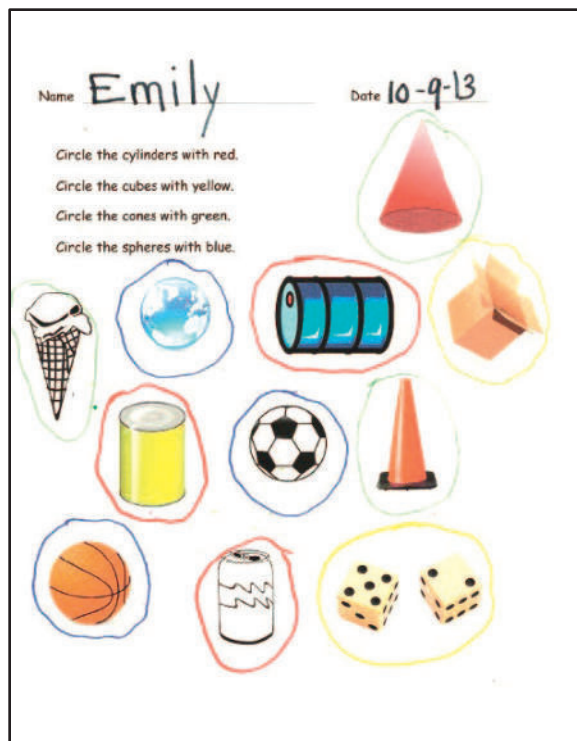 Name Emily Date 10-9-13
Circle the cylinders with red.
Circle the cubes with yellow.
Circle the cones with green.
Circle the spheres with blue.